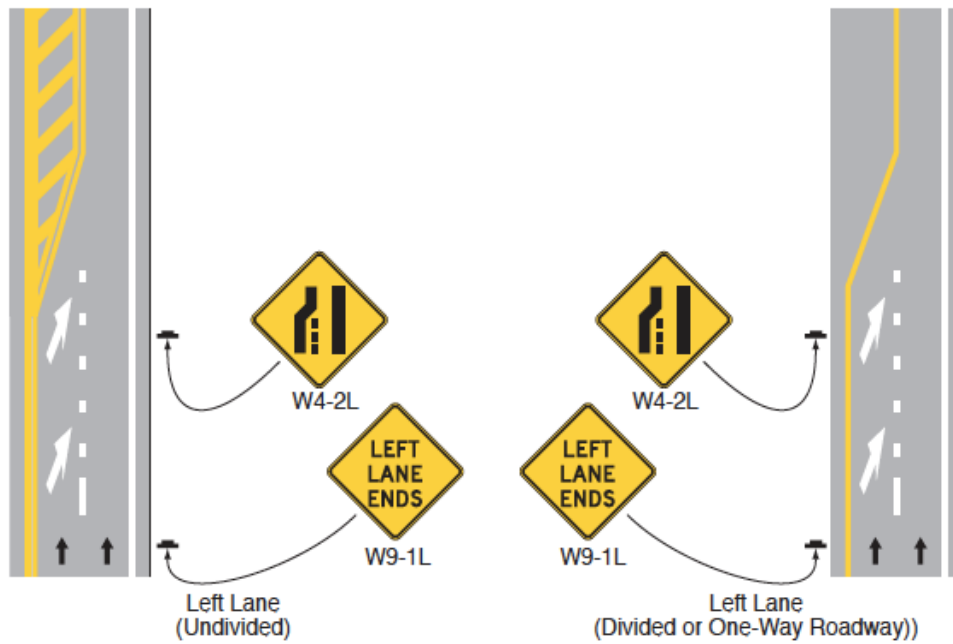 W4-2L
W4-2L
LEFT
LANE
ENDS
LEFT
LANE
ENDS
W9-1L
W9-1L
Left Lane
(Undivided)
Left Lane
(Divided or One-Way Roadway))